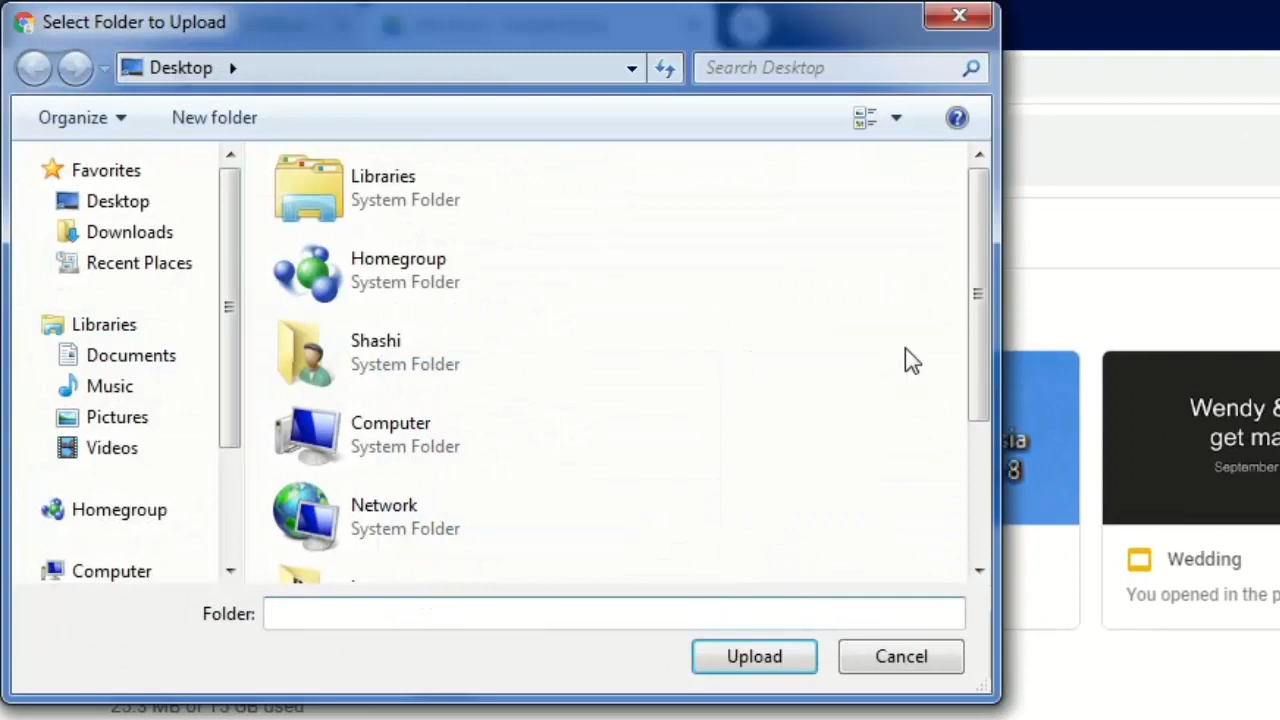 Select Folder to Upload
Desktop
Search Desktop
Organize
New folder
Favorites
Desktop
Downloads
Recent Places
Libraries
Documents
Music
Pictures
Videos
Homegroup
Computer
Libraries
System Folder
Homegroup
System Folder
Shashi
System Folder
Computer
System Folder
Network
System Folder
Folder:
Upload
Cancel
sia
8
Wendy &
get ma
September
Wedding
You opened in the p
25.3 MB of 15 GB used